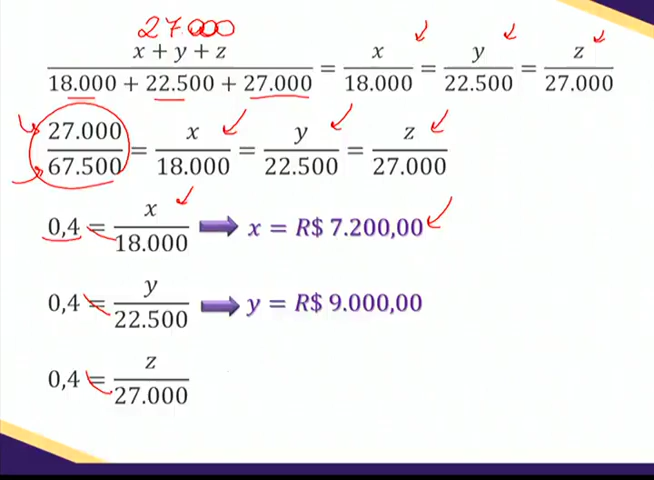 27.000
x + y + z / 18.000 + 22.500 + 27.000 = x / 18.000 = y / 22.500 = z / 27.000
27.000 / 67.500 = x / 18.000 = y / 22.500 = z / 27.000
0,4 = x / 18.000 ➡ x = R$ 7.200,00
0,4 = y / 22.500 ➡ y = R$ 9.000,00
0,4 = z / 27.000